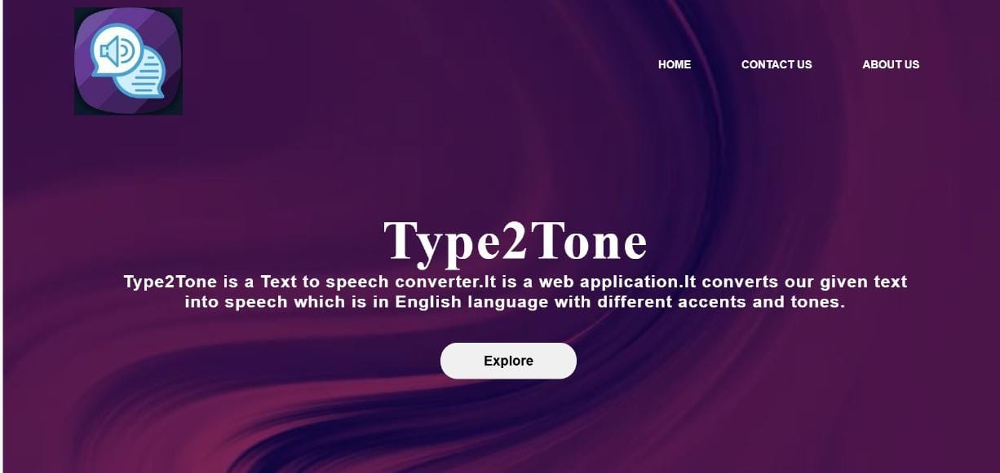 HOME
CONTACT US
ABOUT US
Type2Tone
Type2Tone is a Text to speech converter.It is a web application.It converts our given text
into speech which is in English language with different accents and tones.
Explore